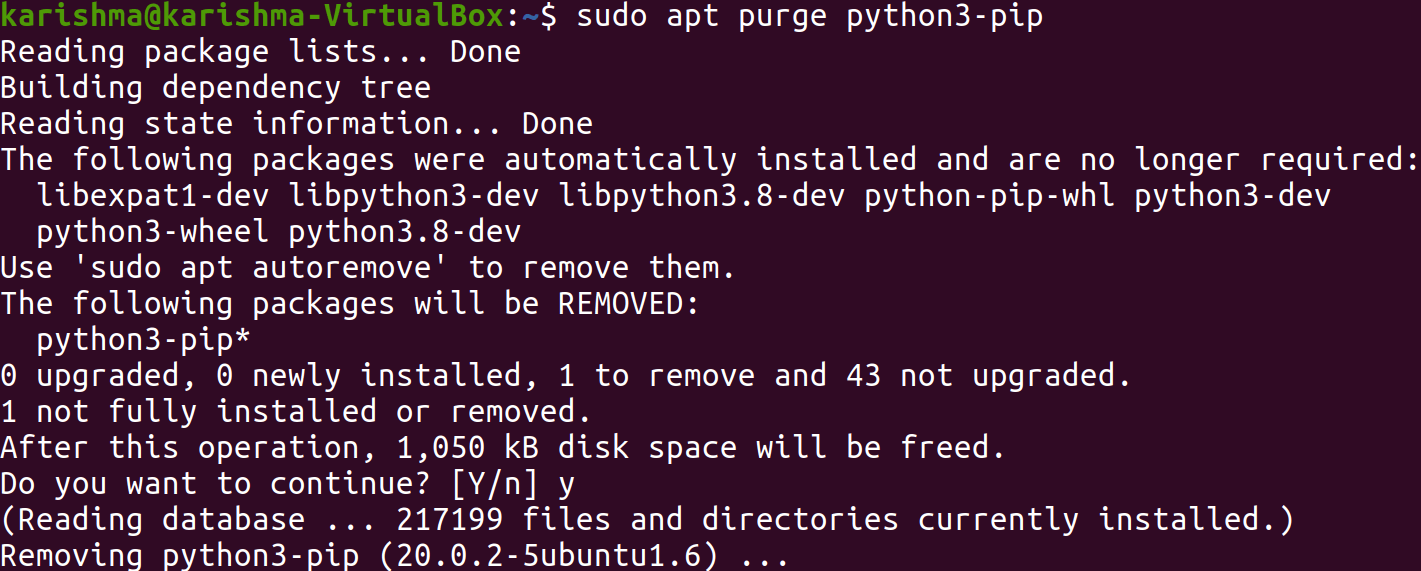 karishma@karishma-VirtualBox:~$ sudo apt purge python3-pip
Reading package lists... Done
Building dependency tree
Reading state information... Done
The following packages were automatically installed and are no longer required:
  libexpat1-dev libpython3-dev libpython3.8-dev python-pip-whl python3-dev
  python3-wheel python3.8-dev
Use 'sudo apt autoremove' to remove them.
The following packages will be REMOVED:
  python3-pip*
0 upgraded, 0 newly installed, 1 to remove and 43 not upgraded.
1 not fully installed or removed.
After this operation, 1,050 kB disk space will be freed.
Do you want to continue? [Y/n] y
(Reading database ... 217199 files and directories currently installed.)
Removing python3-pip (20.0.2-5ubuntu1.6) ...